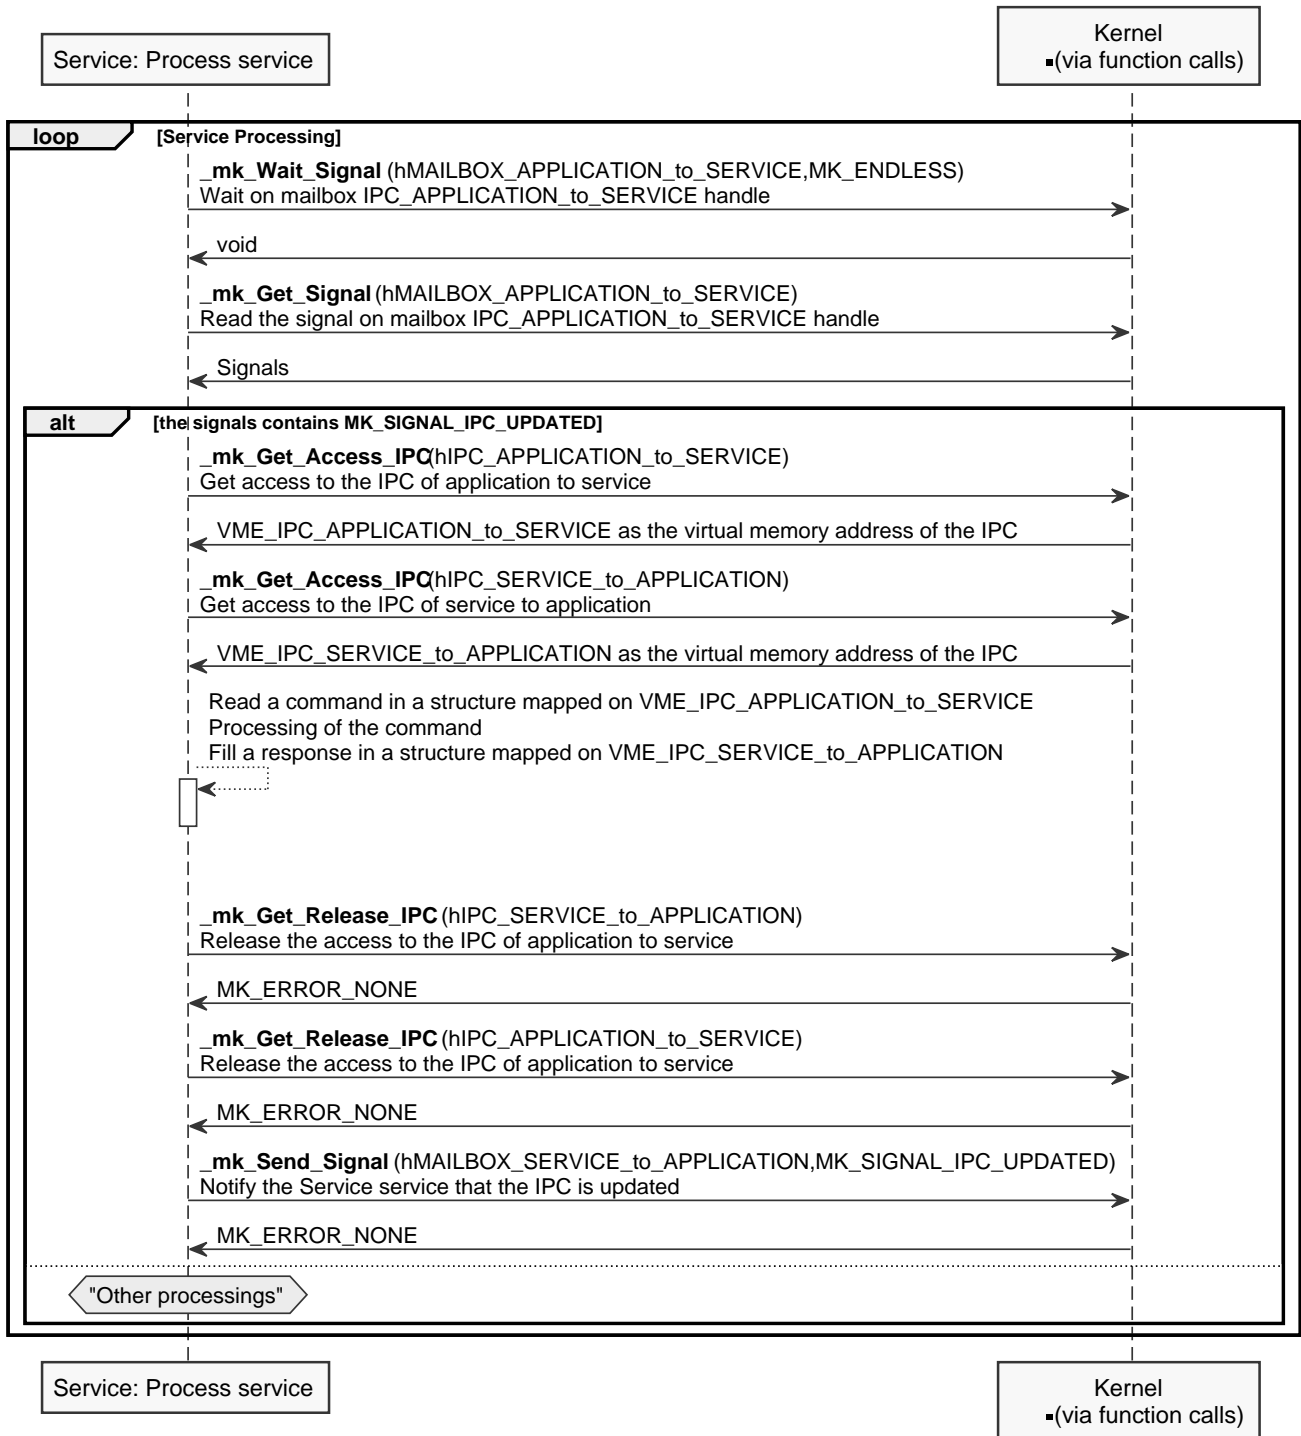 Service: Process service
Kernel
(via function calls)
loop
[Service Processing]
_mk_Wait_Signal (hMAILBOX_APPLICATION_to_SERVICE,MK_ENDLESS)
Wait on mailbox IPC_APPLICATION_to_SERVICE handle
void
_mk_Get_Signal (hMAILBOX_APPLICATION_to_SERVICE)
Read the signal on mailbox IPC_APPLICATION_to_SERVICE handle
Signals
alt
[the signals contains MK_SIGNAL_IPC_UPDATED]
_mk_Get_Access_IPC(hIPC_APPLICATION_to_SERVICE)
Get access to the IPC of application to service
VME_IPC_APPLICATION_to_SERVICE as the virtual memory address of the IPC
_mk_Get_Access_IPC(hIPC_SERVICE_to_APPLICATION)
Get access to the IPC of service to application
VME_IPC_SERVICE_to_APPLICATION as the virtual memory address of the IPC
Read a command in a structure mapped on VME_IPC_APPLICATION_to_SERVICE
Processing of the command
Fill a response in a structure mapped on VME_IPC_SERVICE_to_APPLICATION
_mk_Get_Release_IPC (hIPC_SERVICE_to_APPLICATION)
Release the access to the IPC of application to service
MK_ERROR_NONE
_mk_Get_Release_IPC (hIPC_APPLICATION_to_SERVICE)
Release the access to the IPC of application to service
MK_ERROR_NONE
_mk_Send_Signal (hMAILBOX_SERVICE_to_APPLICATION,MK_SIGNAL_IPC_UPDATED)
Notify the Service service that the IPC is updated
MK_ERROR_NONE
"Other processings"
Service: Process service
Kernel
(via function calls)